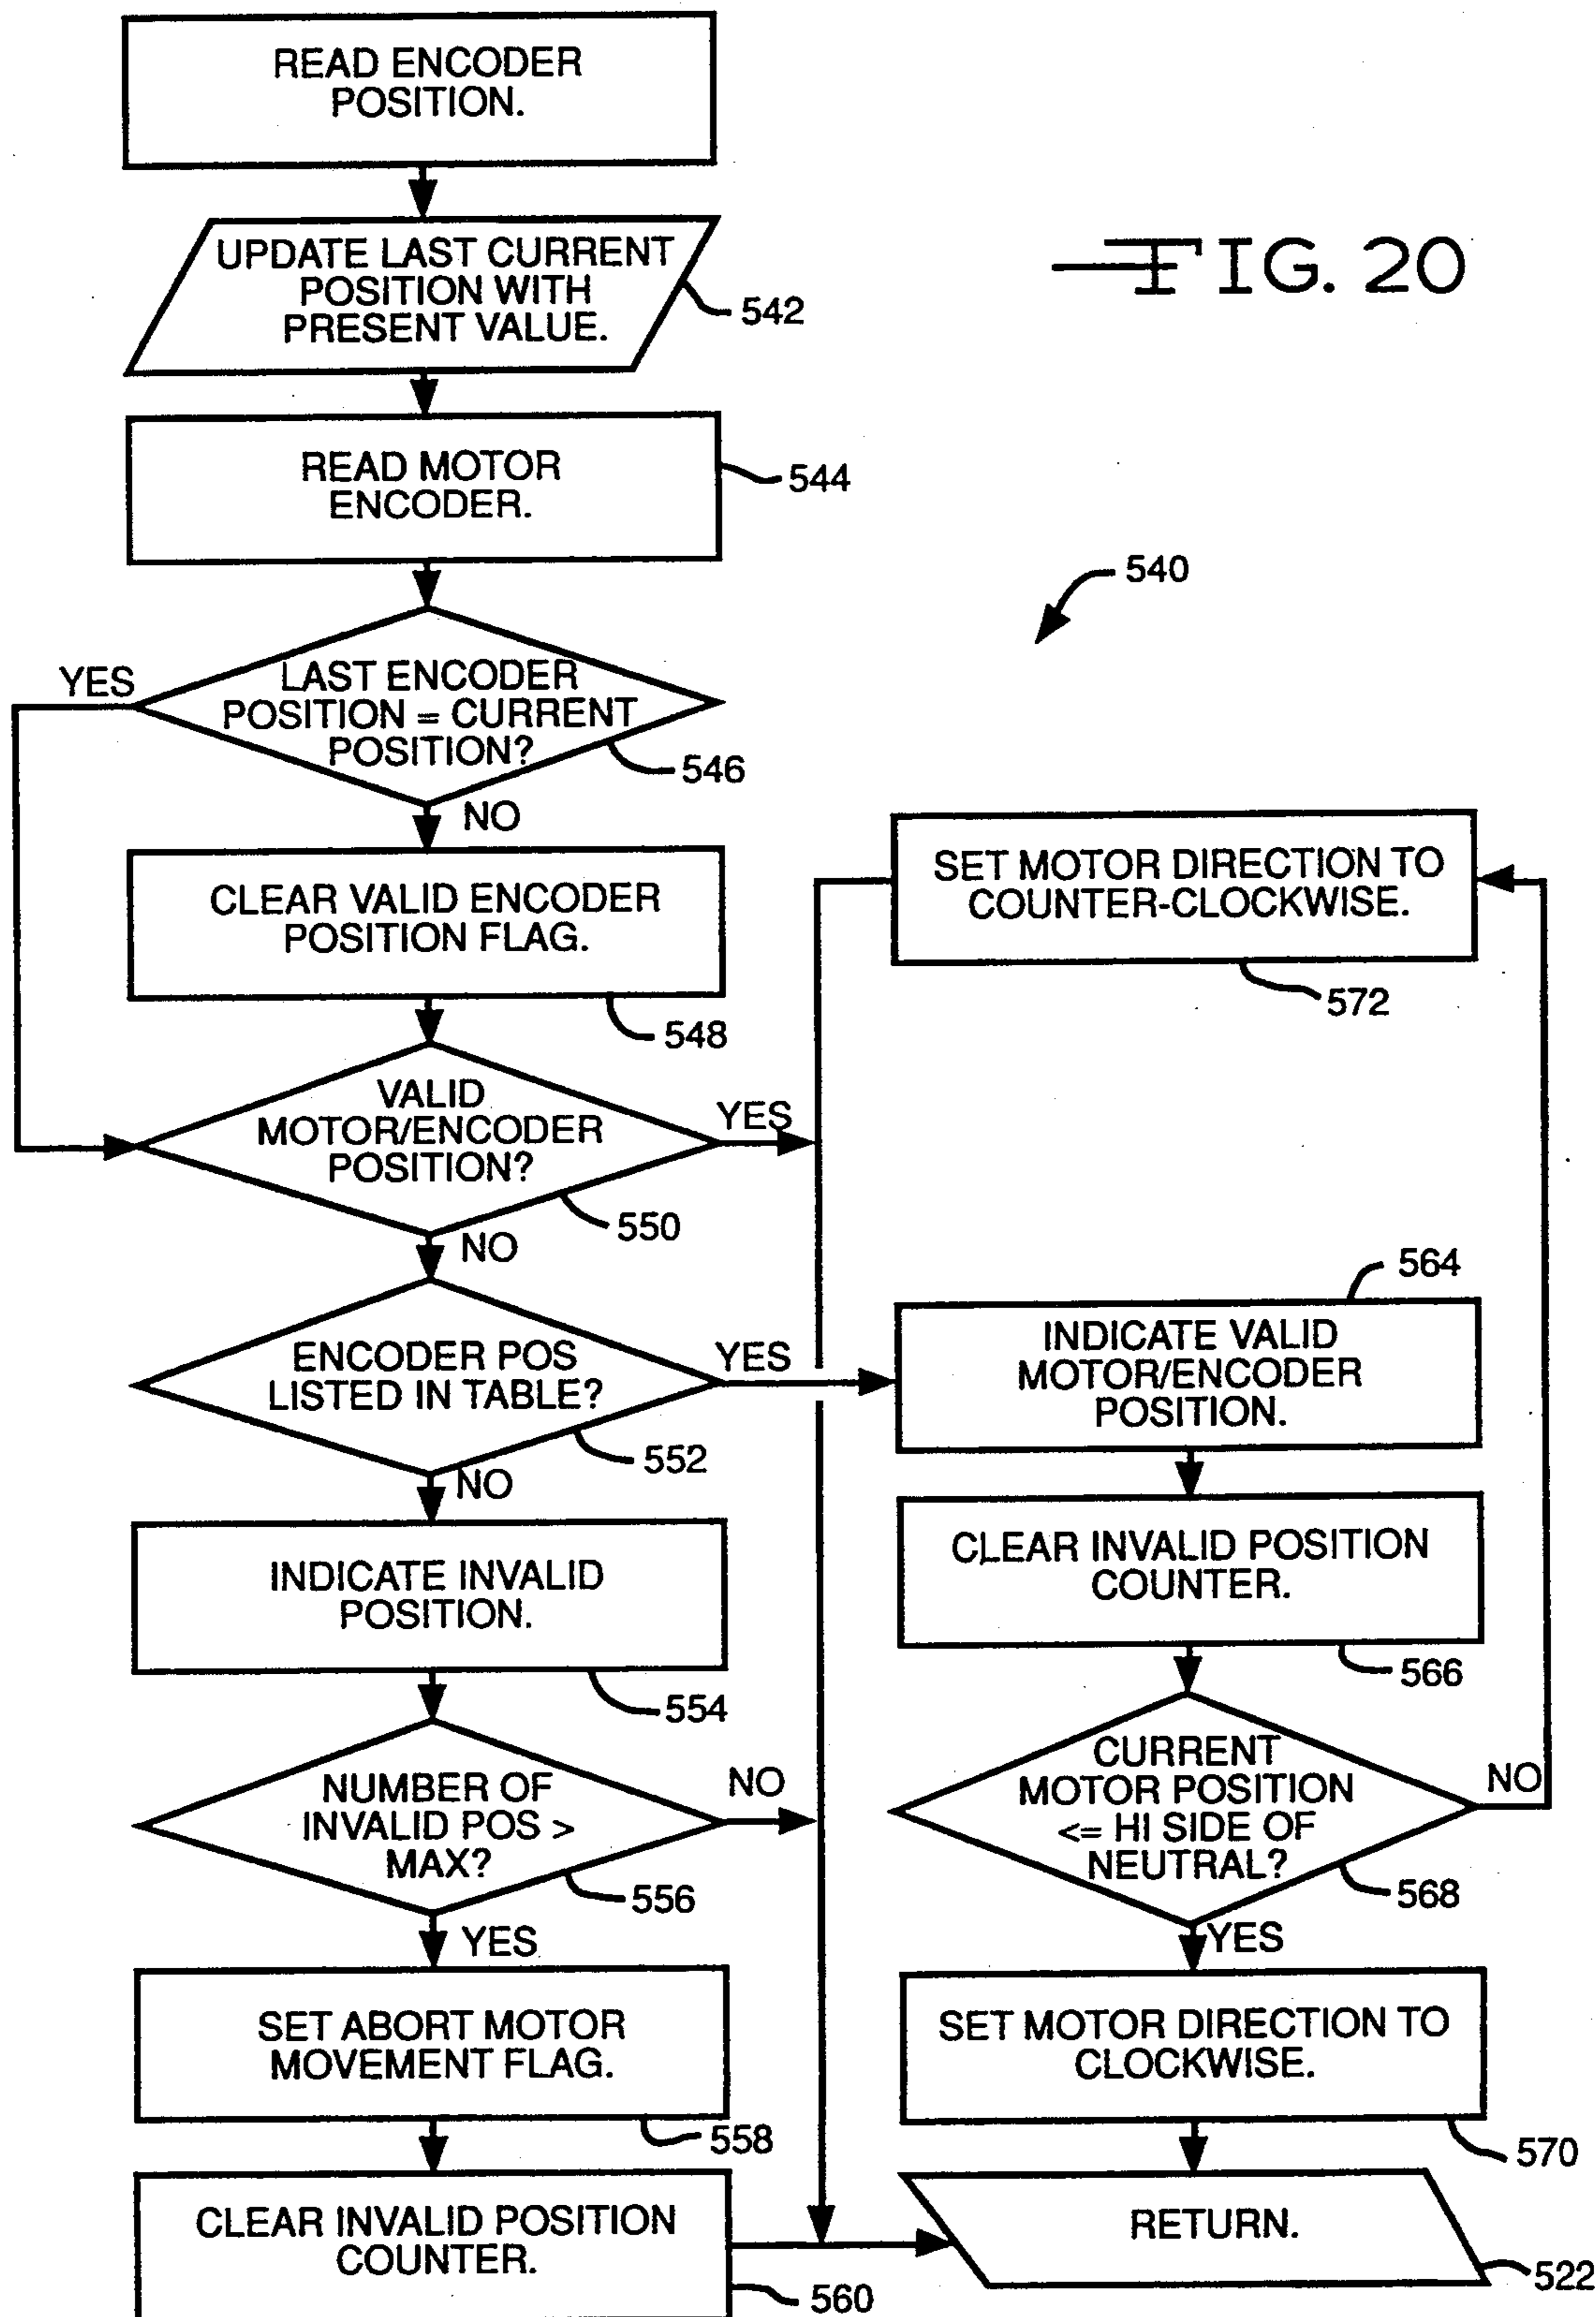 READ ENCODER
POSITION.
UPDATE LAST CURRENT
POSITION WITH
PRESENT VALUE.
542
FIG. 20
READ MOTOR
ENCODER.
544
540
LAST ENCODER
POSITION = CURRENT
POSITION?
YES
546
NO
CLEAR VALID ENCODER
POSITION FLAG.
548
SET MOTOR DIRECTION TO
COUNTER-CLOCKWISE.
572
VALID
MOTOR/ENCODER
POSITION?
YES
550
NO
ENCODER POS
LISTED IN TABLE?
YES
552
NO
564
INDICATE VALID
MOTOR/ENCODER
POSITION.
CLEAR INVALID POSITION
COUNTER.
566
INDICATE INVALID
POSITION.
554
NUMBER OF
INVALID POS >
MAX?
NO
556
YES
CURRENT
MOTOR POSITION
<= HI SIDE OF
NEUTRAL?
NO
568
YES
SET ABORT MOTOR
MOVEMENT FLAG.
558
SET MOTOR DIRECTION TO
CLOCKWISE.
570
CLEAR INVALID POSITION
COUNTER.
560
RETURN.
522